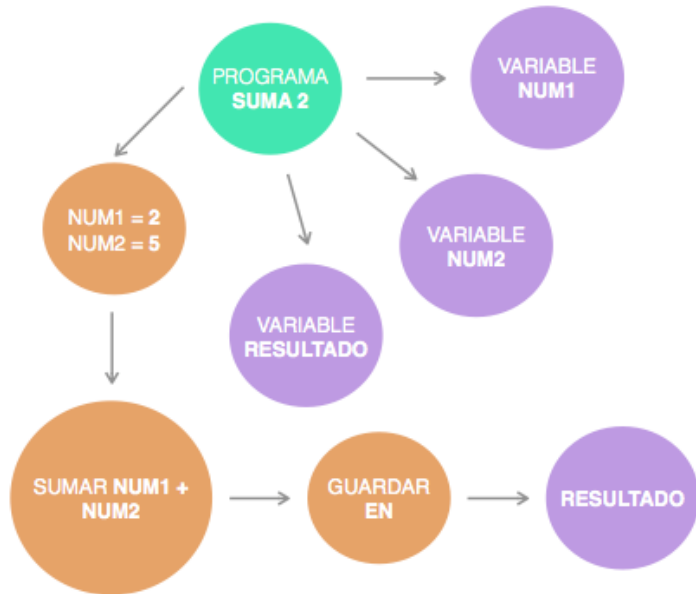 PROGRAMA
SUMA 2
VARIABLE
NUM1
NUM1 = 2
NUM2 = 5
VARIABLE
NUM2
VARIABLE
RESULTADO
SUMAR NUM1 +
NUM2
GUARDAR
EN
RESULTADO